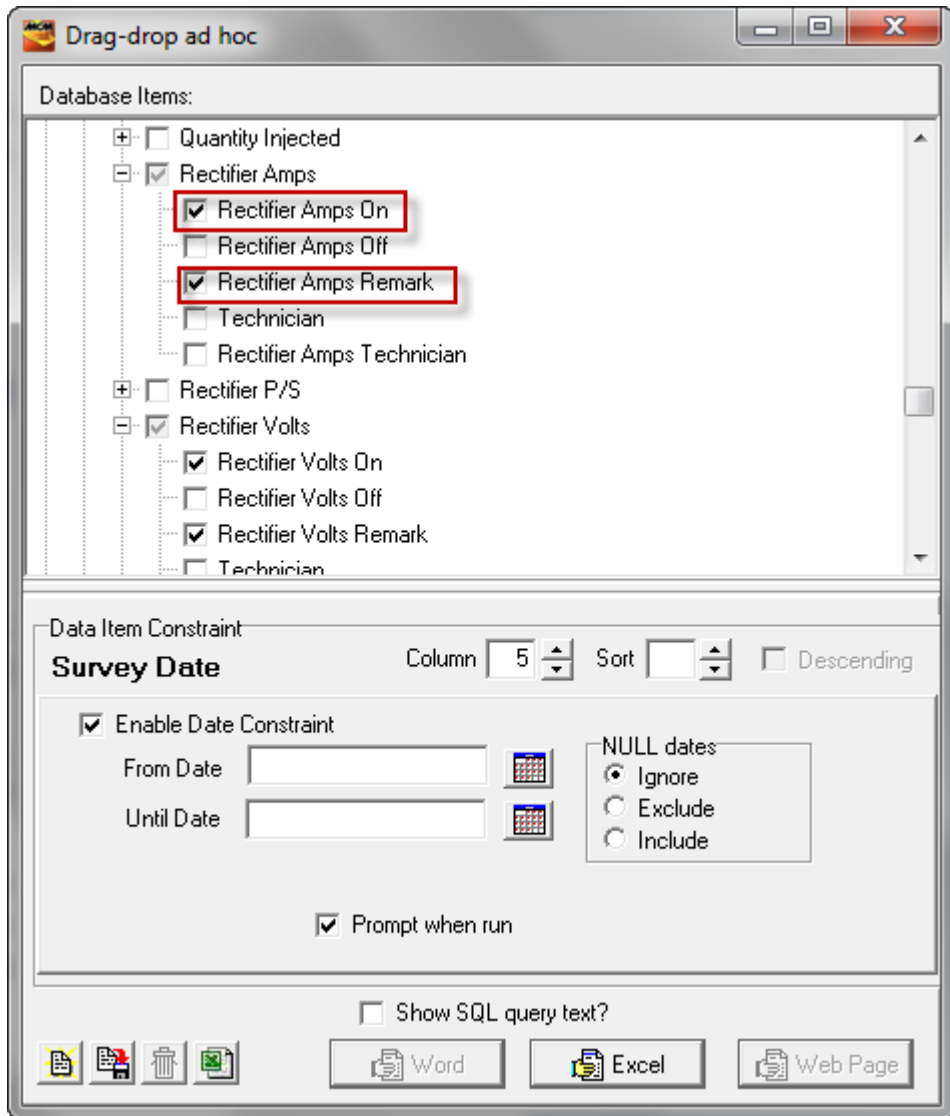 MCM
Drag-drop ad hoc
Database Items:
Quantity Injected
Rectifier Amps
Rectifier Amps On
Rectifier Amps Off
Rectifier Amps Remark
Technician
Rectifier Amps Technician
Rectifier P/S
Rectifier Volts
Rectifier Volts On
Rectifier Volts Off
Rectifier Volts Remark
Technician
Data Item Constraint
Survey Date Column 5 Sort Descending
Enable Date Constraint
From Date
Until Date
NULL dates
Ignore
Exclude
Include
Prompt when run
Show SQL query text?
Word Excel Web Page